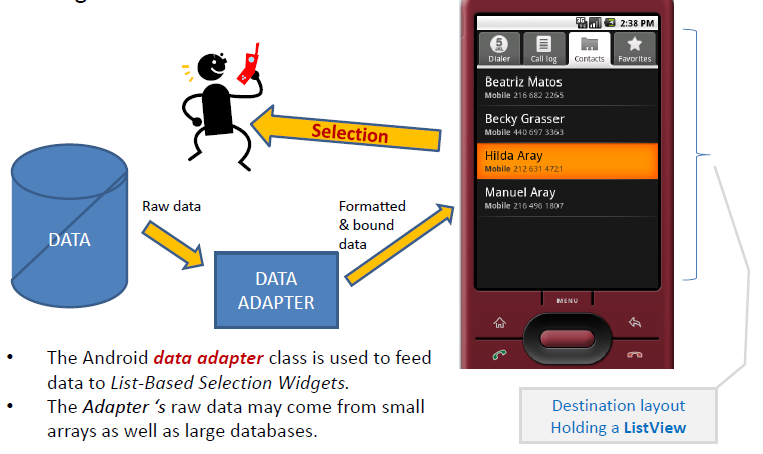 2:38 PM
Dialer
Call log
Contacts
Favorites
Beatriz Matos
Mobile 216 682 2265
Becky Grasser
Mobile 440 697 3363
Hilda Aray
Mobile 212 631 4721
Manuel Aray
Mobile 216 496 1807
MENU
Selection
DATA
Raw data
DATA
ADAPTER
Formatted
& bound
data
• The Android data adapter class is used to feed
data to List-Based Selection Widgets.
• The Adapter ‘s raw data may come from small
arrays as well as large databases.
Destination layout
Holding a ListView